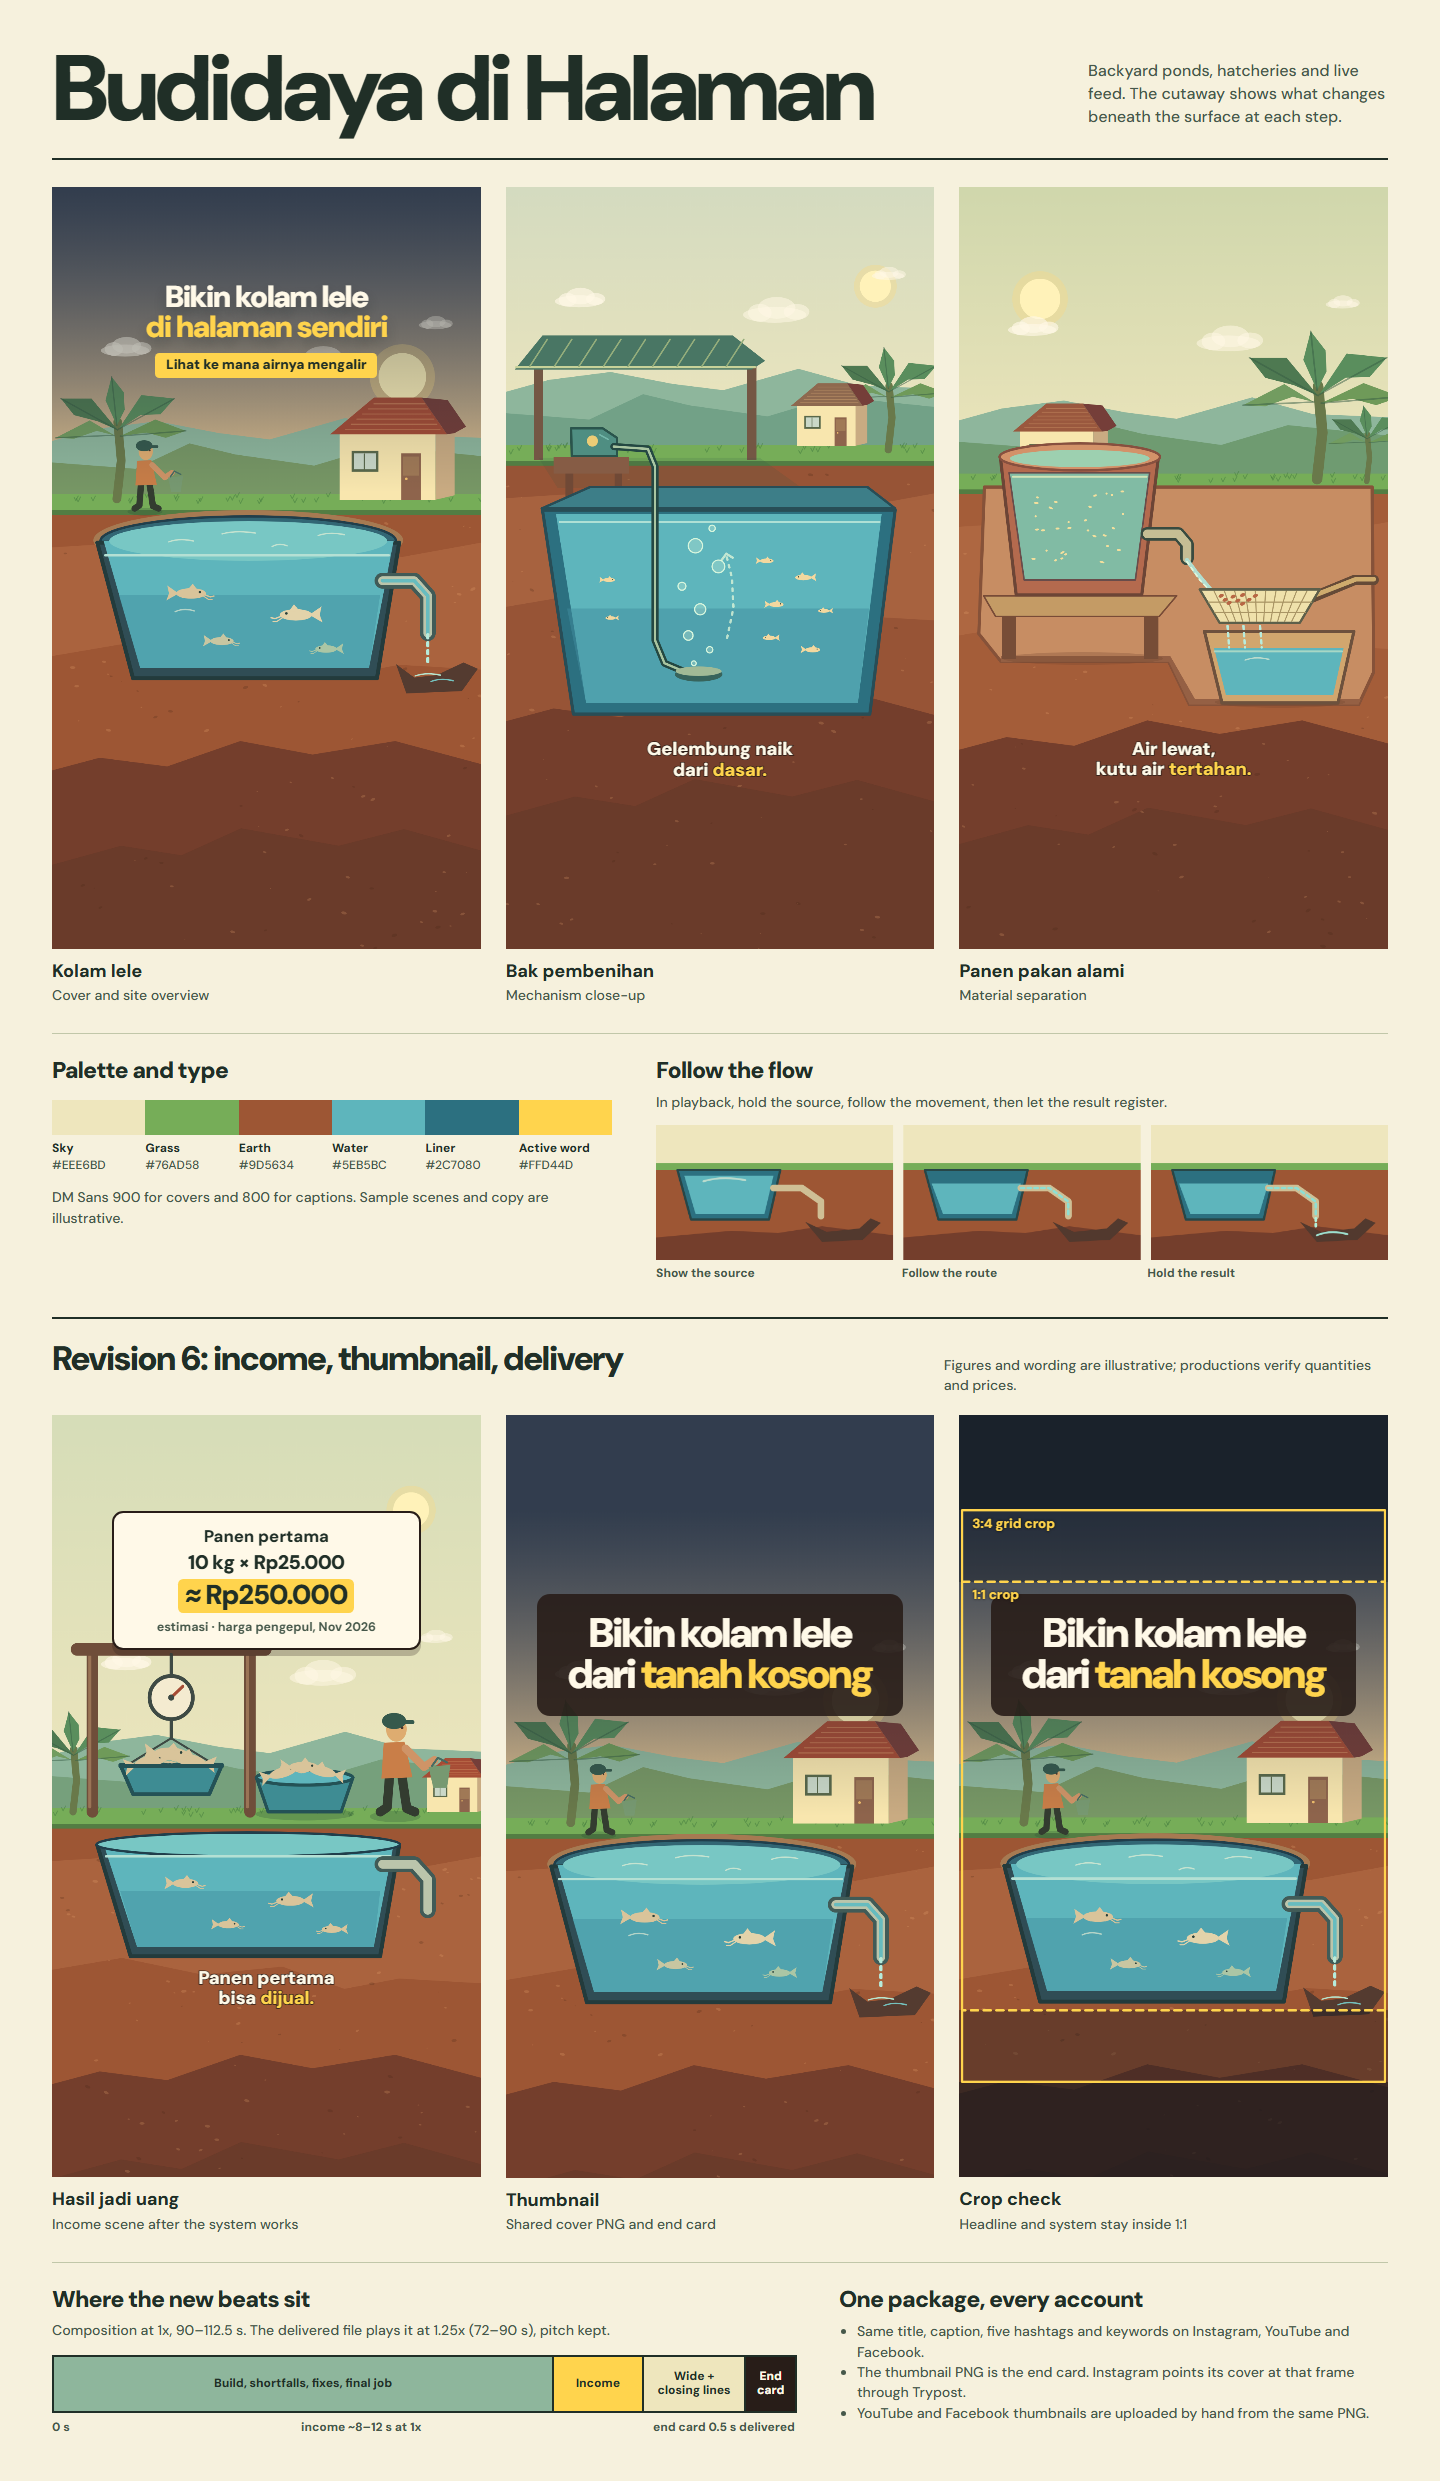 Budidaya di Halaman
Backyard ponds, hatcheries and live
feed. The cutaway shows what changes
beneath the surface at each step.
Bikin kolam lele
di halaman sendiri
Lihat ke mana airnya mengalir
Gelembung naik
dari dasar.
Air lewat,
kutu air tertahan.
Kolam lele
Cover and site overview
Bak pembenihan
Mechanism close-up
Panen pakan alami
Material separation
Palette and type
Sky
#EEE6BD
Grass
#76AD58
Earth
#9D5634
Water
#5EB5BC
Liner
#2C7080
Active word
#FFD44D
DM Sans 900 for covers and 800 for captions. Sample scenes and copy are
illustrative.
Follow the flow
In playback, hold the source, follow the movement, then let the result register.
Show the source
Follow the route
Hold the result
Revision 6: income, thumbnail, delivery
Figures and wording are illustrative; productions verify quantities
and prices.
Panen pertama
10 kg × Rp25.000
≈ Rp250.000
estimasi · harga pengepul, Nov 2026
Panen pertama
bisa dijual.
Bikin kolam lele
dari tanah kosong
3:4 grid crop
1:1 crop
Bikin kolam lele
dari tanah kosong
Hasil jadi uang
Income scene after the system works
Thumbnail
Shared cover PNG and end card
Crop check
Headline and system stay inside 1:1
Where the new beats sit
Composition at 1x, 90–112.5 s. The delivered file plays it at 1.25x (72–90 s), pitch kept.
Build, shortfalls, fixes, final job
Income
Wide +
closing lines
End
card
0 s
income ~8–12 s at 1x
end card 0.5 s delivered
One package, every account
• Same title, caption, five hashtags and keywords on Instagram, YouTube and
Facebook.
• The thumbnail PNG is the end card. Instagram points its cover at that frame
through Trypost.
• YouTube and Facebook thumbnails are uploaded by hand from the same PNG.